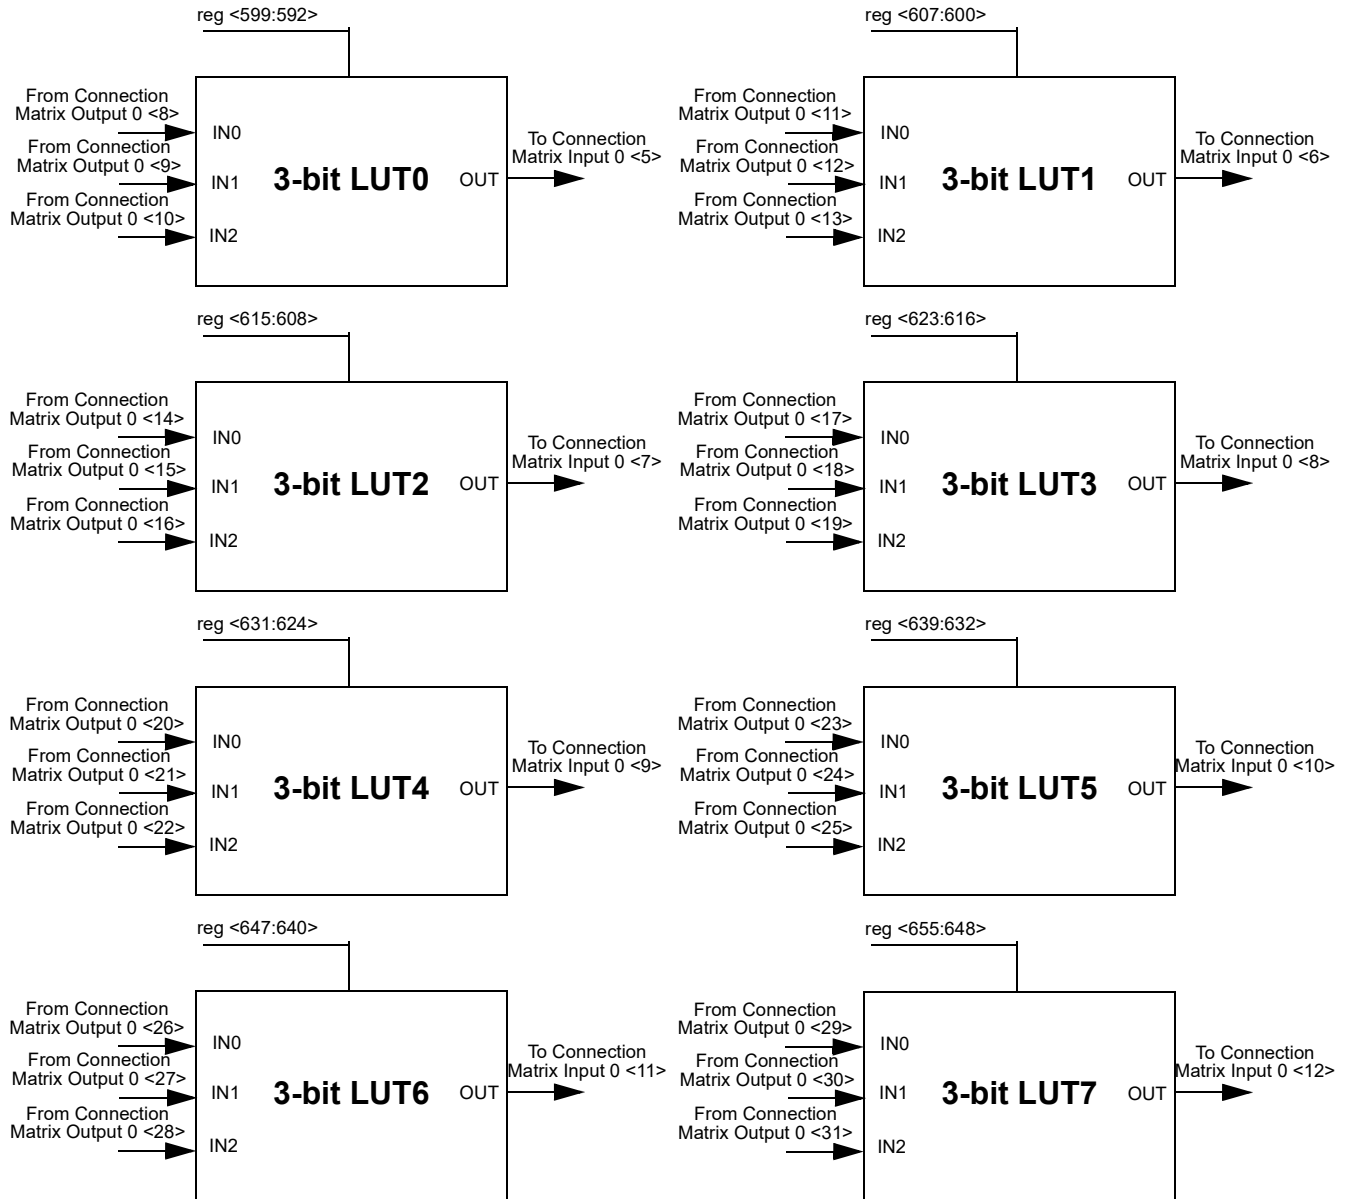 reg <599:592>
From Connection
Matrix Output 0 <8>
IN0
From Connection
Matrix Output 0 <9>
IN1
From Connection
Matrix Output 0 <10>
IN2
3-bit LUT0
OUT
To Connection
Matrix Input 0 <5>
reg <607:600>
From Connection
Matrix Output 0 <11>
IN0
From Connection
Matrix Output 0 <12>
IN1
From Connection
Matrix Output 0 <13>
IN2
3-bit LUT1
OUT
To Connection
Matrix Input 0 <6>
reg <615:608>
From Connection
Matrix Output 0 <14>
IN0
From Connection
Matrix Output 0 <15>
IN1
From Connection
Matrix Output 0 <16>
IN2
3-bit LUT2
OUT
To Connection
Matrix Input 0 <7>
reg <623:616>
From Connection
Matrix Output 0 <17>
IN0
From Connection
Matrix Output 0 <18>
IN1
From Connection
Matrix Output 0 <19>
IN2
3-bit LUT3
OUT
To Connection
Matrix Input 0 <8>
reg <631:624>
From Connection
Matrix Output 0 <20>
IN0
From Connection
Matrix Output 0 <21>
IN1
From Connection
Matrix Output 0 <22>
IN2
3-bit LUT4
OUT
To Connection
Matrix Input 0 <9>
reg <639:632>
From Connection
Matrix Output 0 <23>
IN0
From Connection
Matrix Output 0 <24>
IN1
From Connection
Matrix Output 0 <25>
IN2
3-bit LUT5
OUT
To Connection
Matrix Input 0 <10>
reg <647:640>
From Connection
Matrix Output 0 <26>
IN0
From Connection
Matrix Output 0 <27>
IN1
From Connection
Matrix Output 0 <28>
IN2
3-bit LUT6
OUT
To Connection
Matrix Input 0 <11>
reg <655:648>
From Connection
Matrix Output 0 <29>
IN0
From Connection
Matrix Output 0 <30>
IN1
From Connection
Matrix Output 0 <31>
IN2
3-bit LUT7
OUT
To Connection
Matrix Input 0 <12>